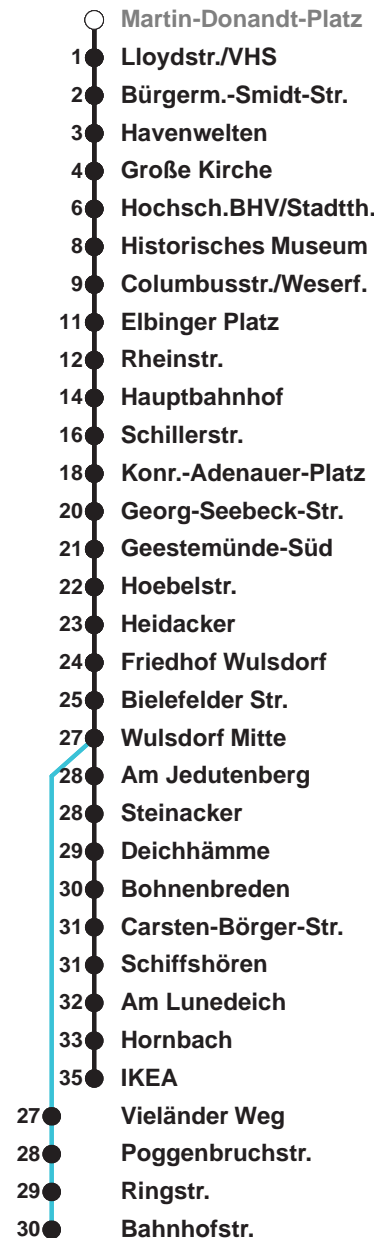 Martin-Donandt-Platz
1 Lloydstr./VHS
2 Bürgerm.-Smidt-Str.
3 Havenwelten
4 Große Kirche
6 Hochsch.BHV/Stadtth.
8 Historisches Museum
9 Columbusstr./Weserf.
11 Elbinger Platz
12 Rheinstr.
14 Hauptbahnhof
16 Schillerstr.
18 Konr.-Adenauer-Platz
20 Georg-Seebeck-Str.
21 Geestemünde-Süd
22 Hoebelstr.
23 Heidacker
24 Friedhof Wulsdorf
25 Bielefelder Str.
27 Wulsdorf Mitte
28 Am Jedutenberg
28 Steinacker
29 Deichhämme
30 Bohnenbreden
31 Carsten-Börger-Str.
31 Schiffshören
32 Am Lunedeich
33 Hornbach
35 IKEA
27 Vieländer Weg
28 Poggenbruchstr.
29 Ringstr.
30 Bahnhofstr.